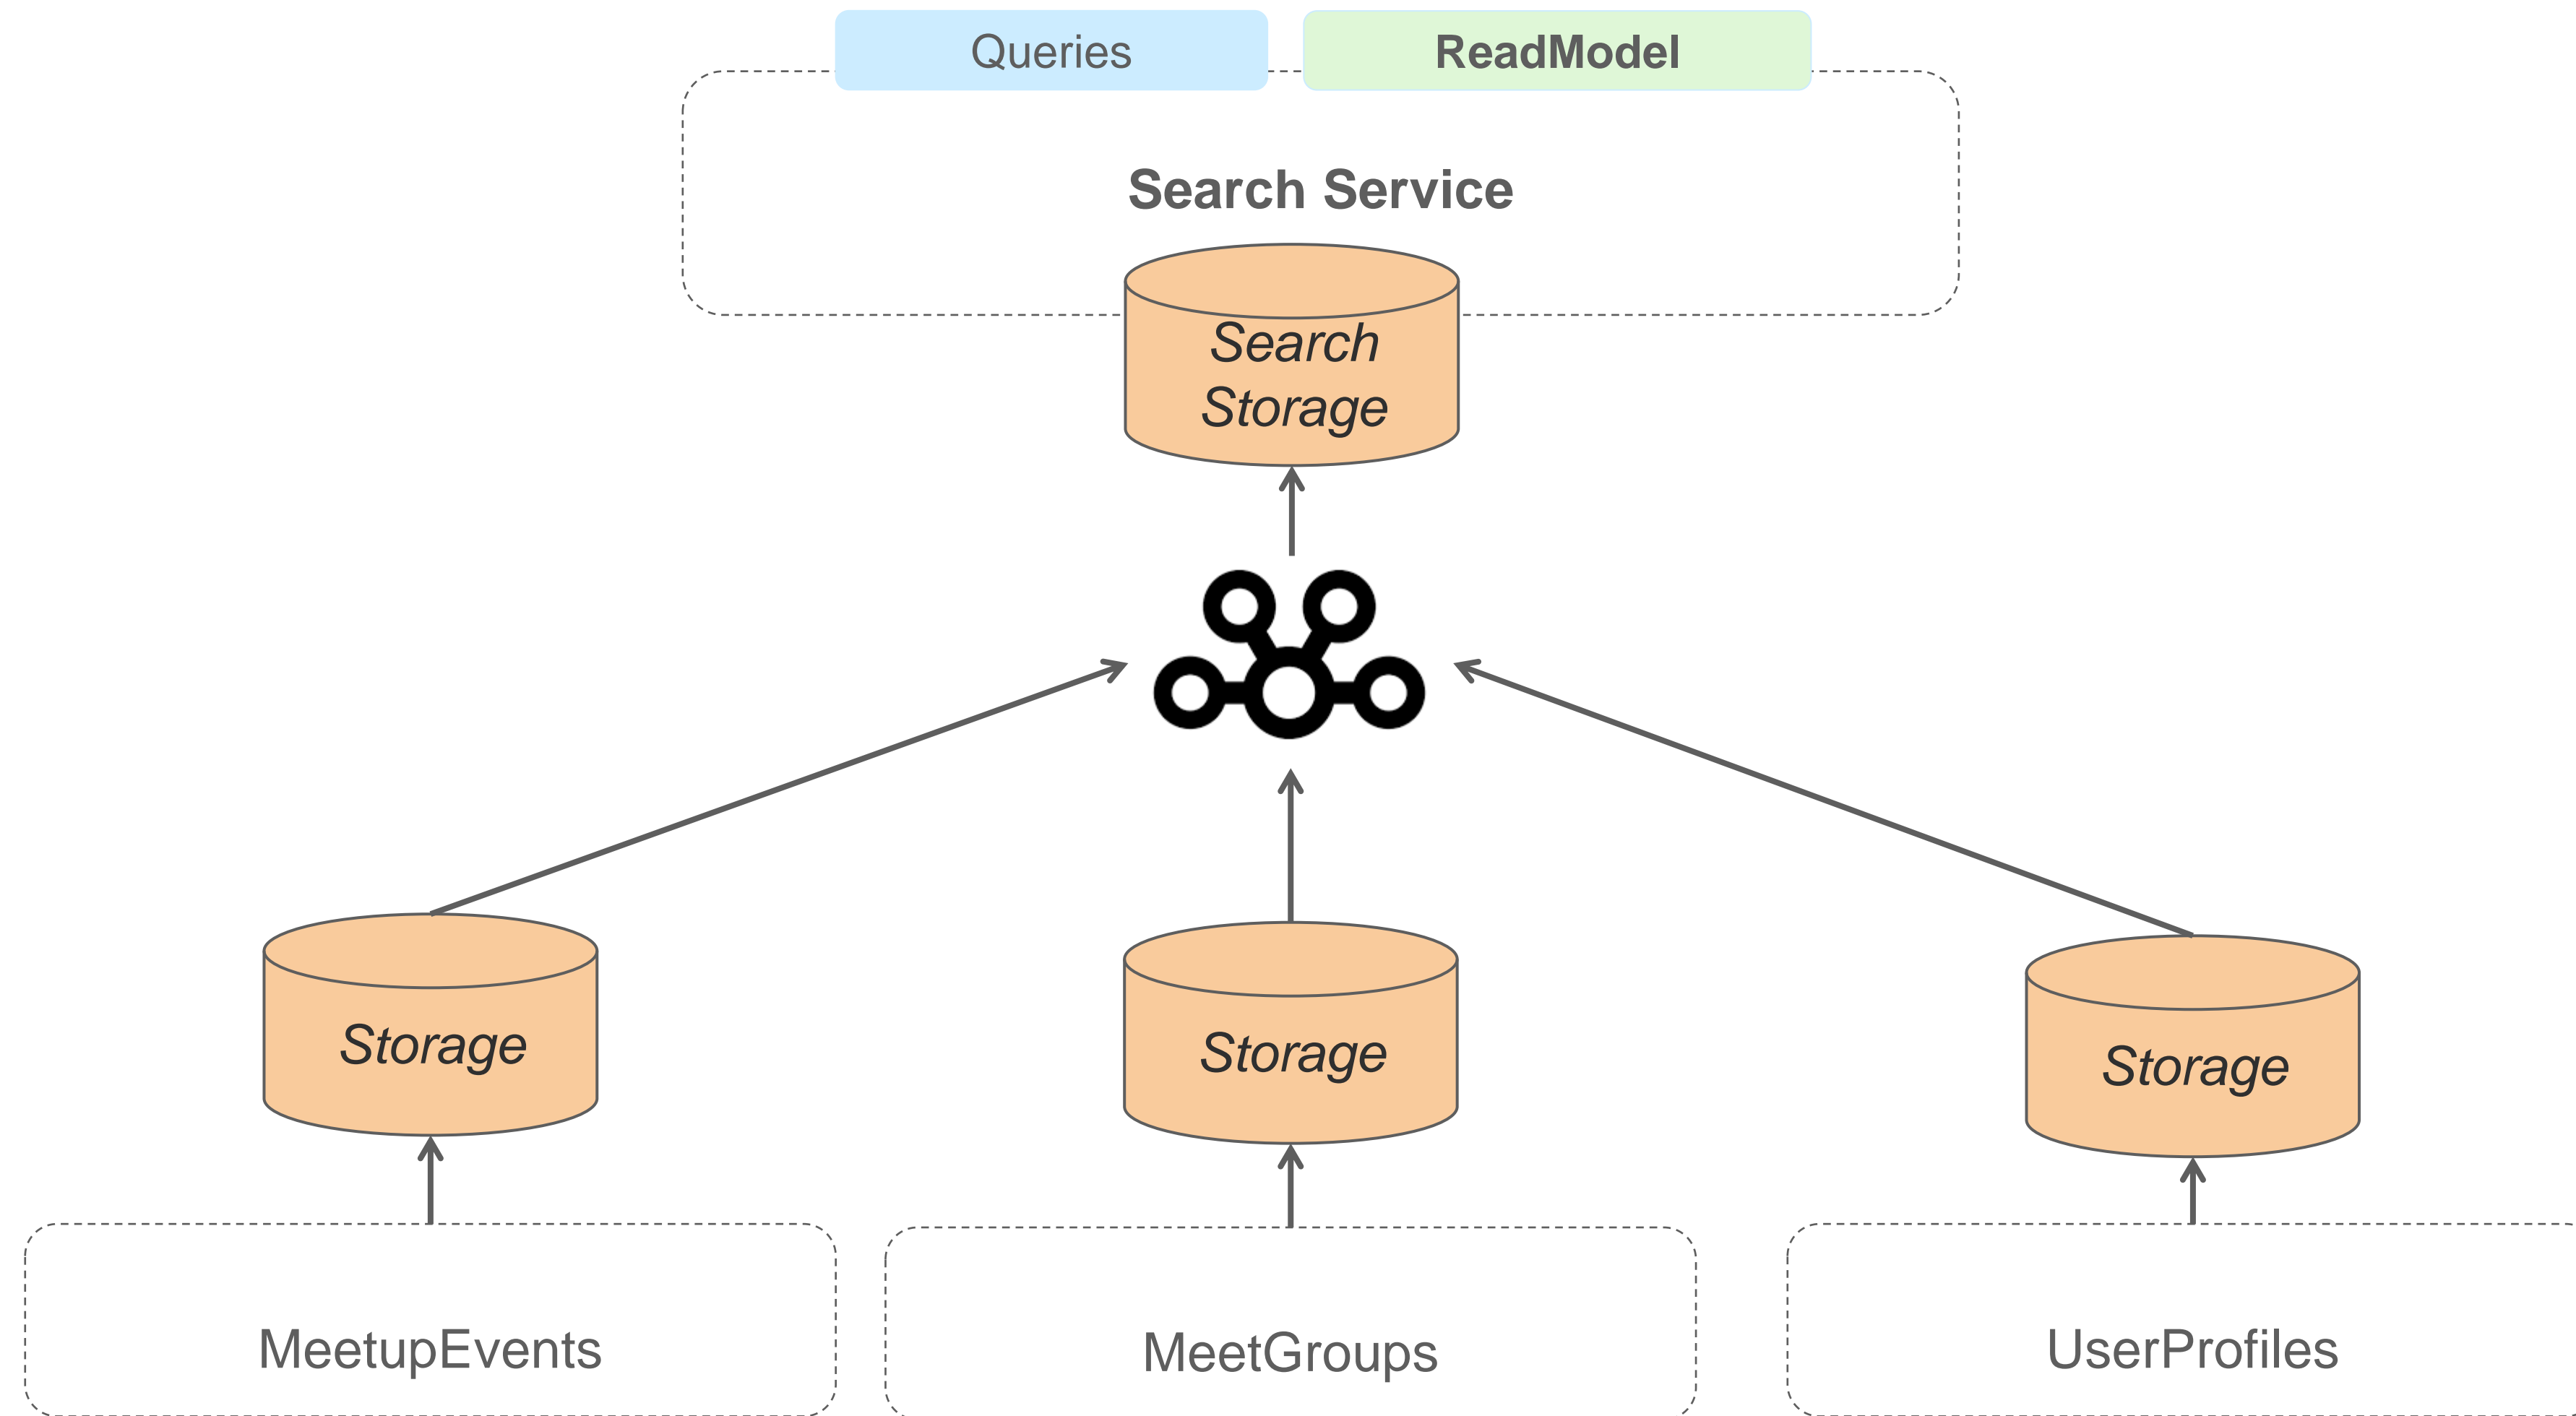 Queries
ReadModel
Search Service
Search
Storage
Storage
Storage
Storage
MeetupEvents
MeetGroups
UserProfiles